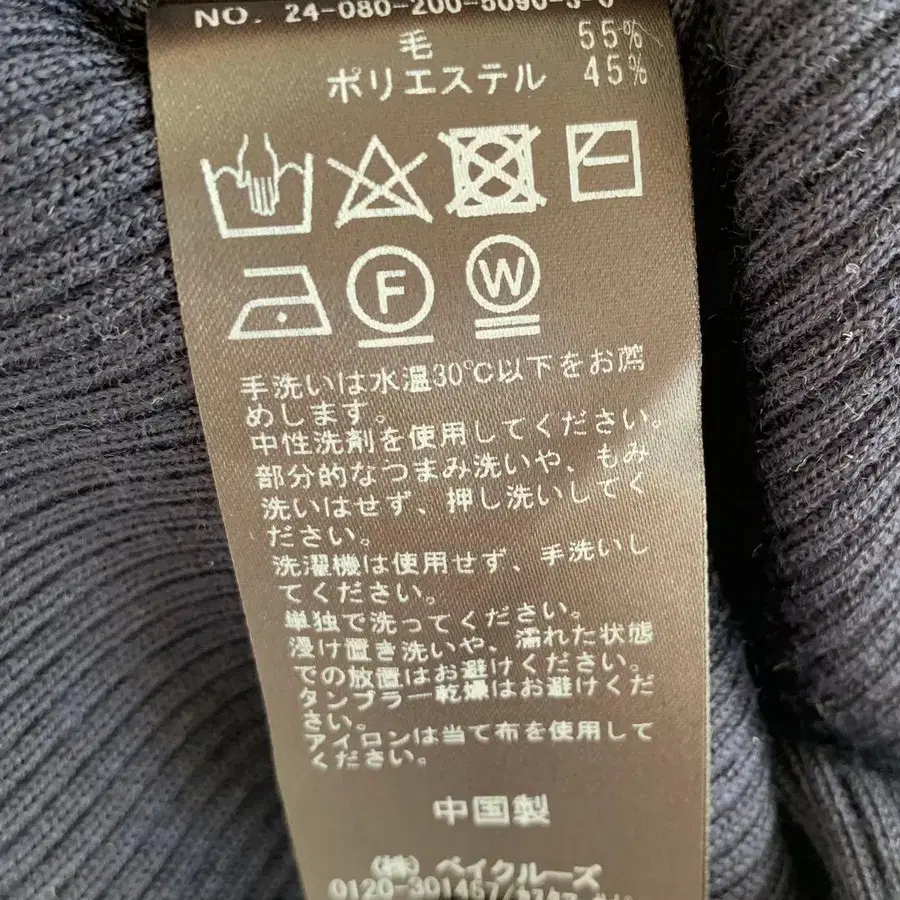 NO. 24-080-200-5090-3-0
毛 55%
ポリエステル 45%
F W
手洗いは水温30℃以下をお薦
めします。
中性洗剤を使用してください。
部分的なつまみ洗いや、もみ
洗いはせず、押し洗いしてく
ださい。
洗濯機は使用せず、手洗いし
てください。
単独で洗ってください。
浸け置き洗いや、濡れた状態
での放置はお避けください。
タンブラー乾燥はお避けくだ
さい。
アイロンは当て布を使用して
ください。
中国製
(株) ベイクルーズ